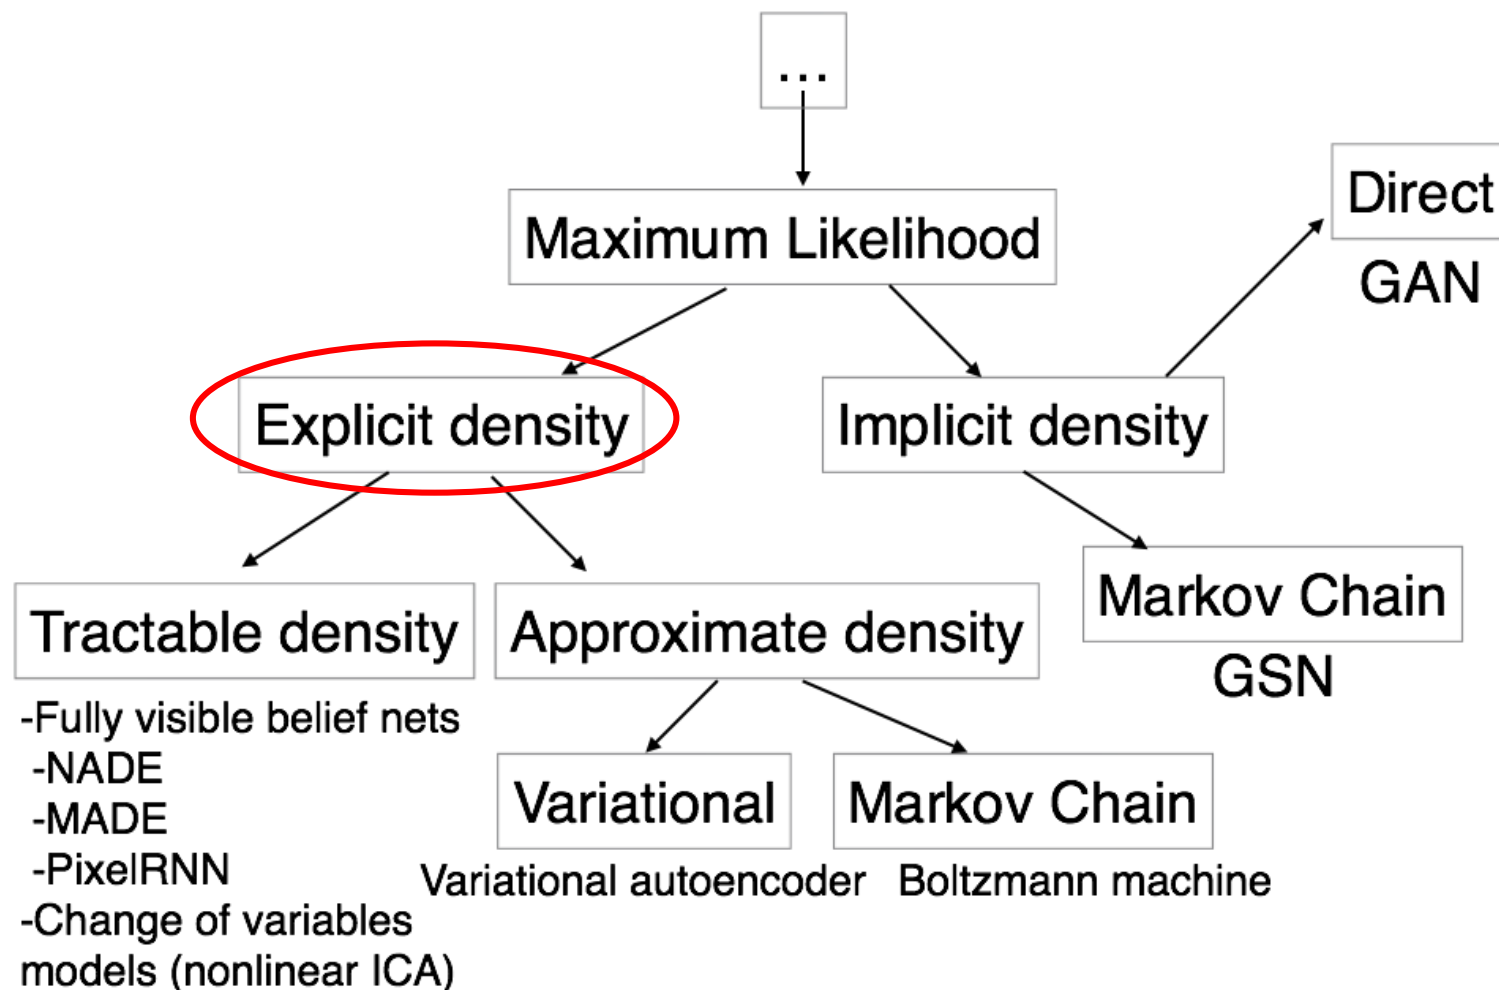 ...
Maximum Likelihood
Direct
GAN
Explicit density
Implicit density
Tractable density
Approximate density
Markov Chain
GSN
-Fully visible belief nets
-NADE
-MADE
-PixelRNN
-Change of variables
models (nonlinear ICA)
Variational
Markov Chain
Variational autoencoder
Boltzmann machine